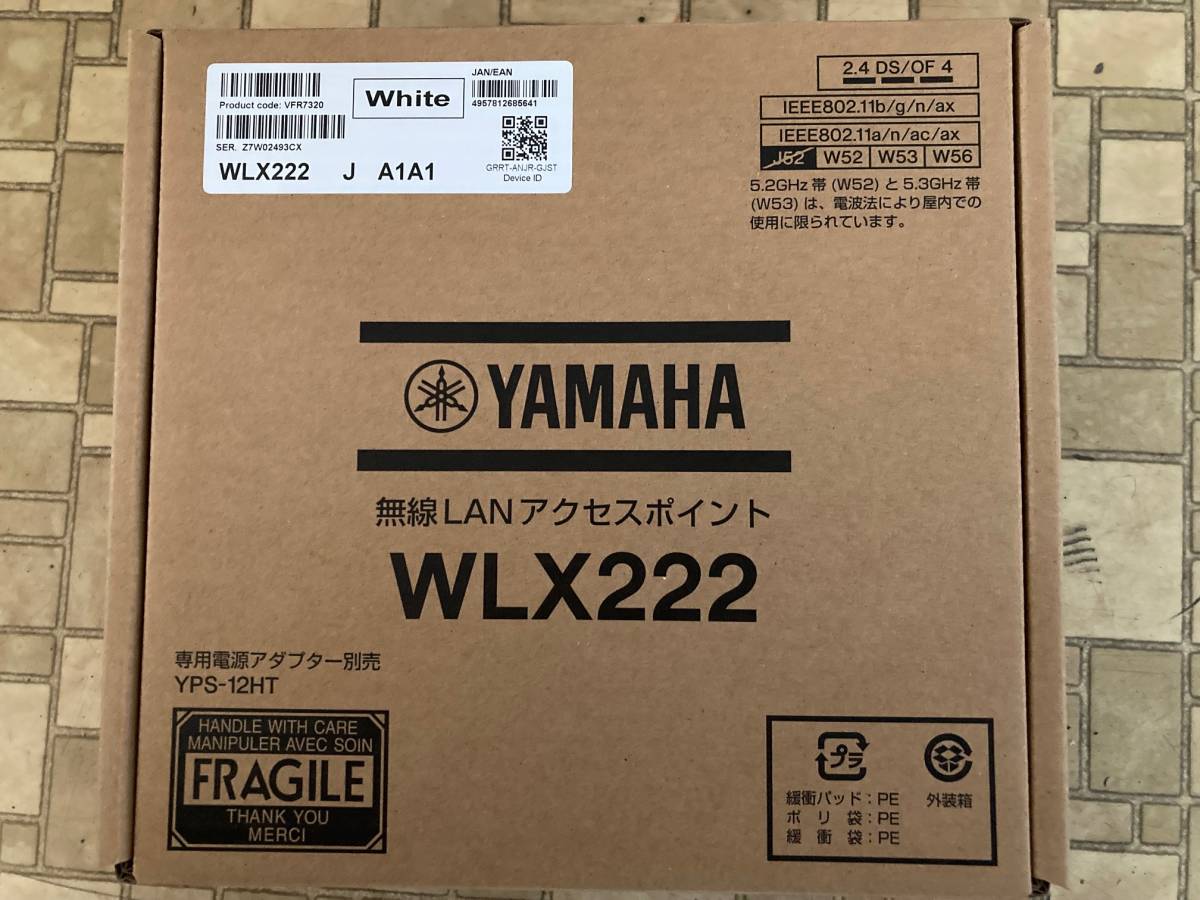 Product code: VFR7320
White
JAN/EAN
4957812685641
SER. Z7W02493CX
WLX222 J A1A1
GRRT-ANJR-GJST
Device ID
2.4 DS/OF 4
IEEE802.11b/g/n/ax
IEEE802.11a/n/ac/ax
J52 W52 W53 W56
5.2GHz 帯 (W52) と 5.3GHz 帯
(W53) は、電波法により屋内での
使用に限られています。
YAMAHA
無線LANアクセスポイント
WLX222
専用電源アダプター別売
YPS-12HT
HANDLE WITH CARE
MANIPULER AVEC SOIN
FRAGILE
THANK YOU
MERCI
プラ
緩衝パッド：PE
ポリ袋：PE
緩衝袋：PE
外装箱